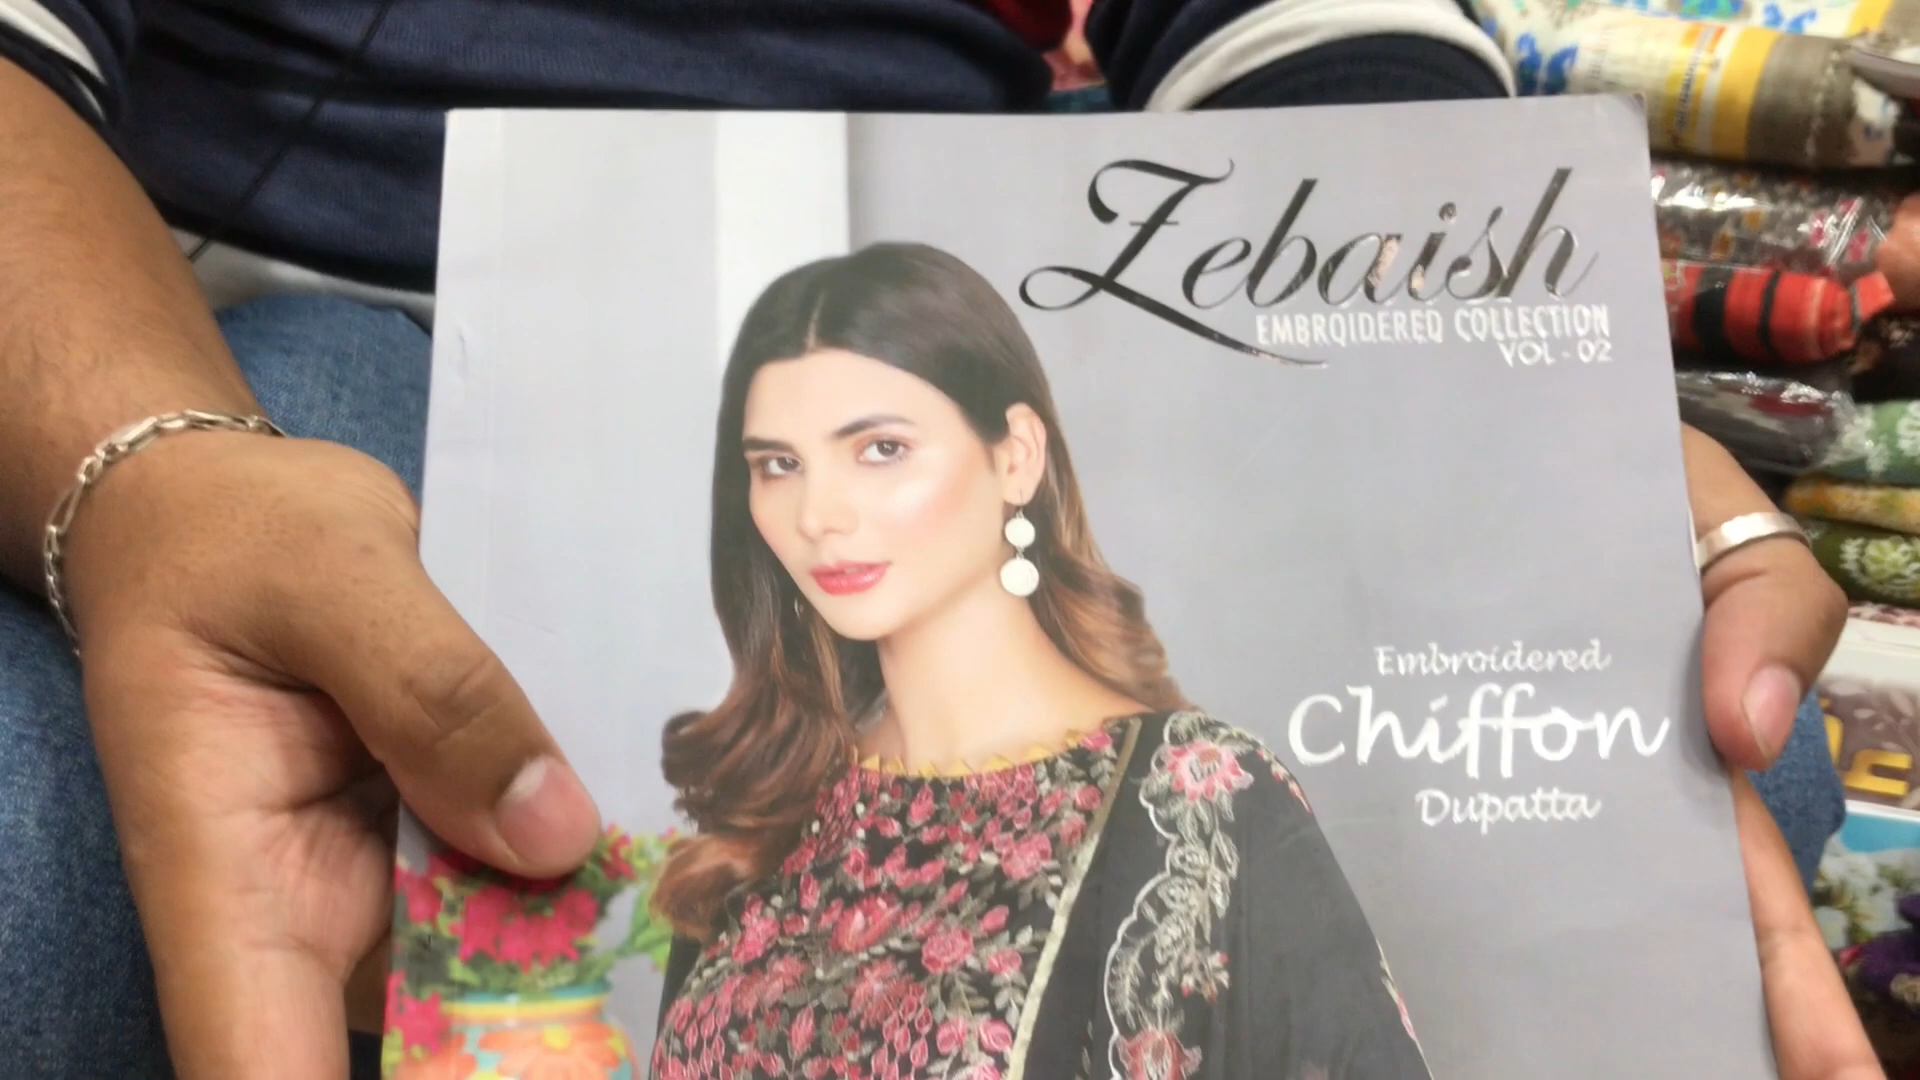 Zebaish
EMBROIDERED COLLECTION
VOL - 02
Embroidered
Chiffon
Dupatta